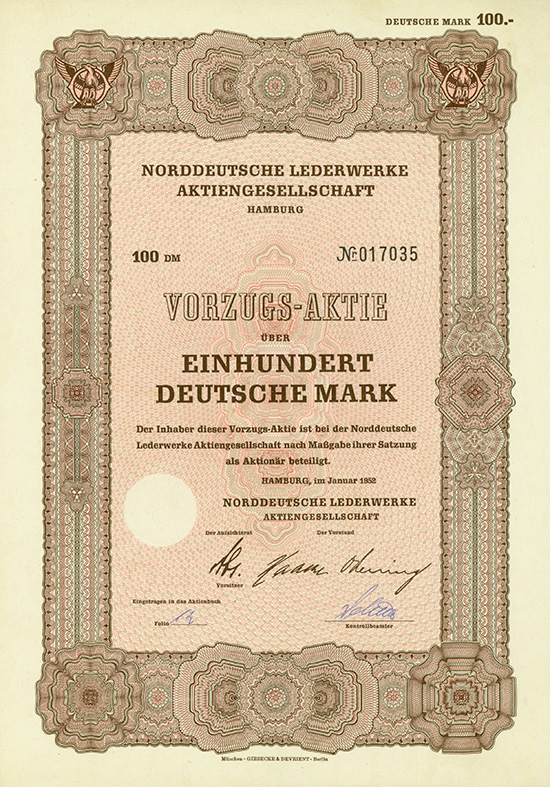 DEUTSCHE MARK 100.-
NORDDEUTSCHE LEDERWERKE
AKTIENGESELLSCHAFT
HAMBURG
100 DM № 017035
VORZUGS-AKTIE
ÜBER
EINHUNDERT
DEUTSCHE MARK
Der Inhaber dieser Vorzugs-Aktie ist bei der Norddeutsche
Lederwerke Aktiengesellschaft nach Maßgabe ihrer Satzung
als Aktionär beteiligt.
HAMBURG, im Januar 1952
NORDDEUTSCHE LEDERWERKE
AKTIENGESELLSCHAFT
Der Aufsichtsrat Der Vorstand
Vorsitzer
Eingetragen in das Aktienbuch
Folio
Kontrollbeamter
München · GIESECKE & DEVRIENT · Berlin